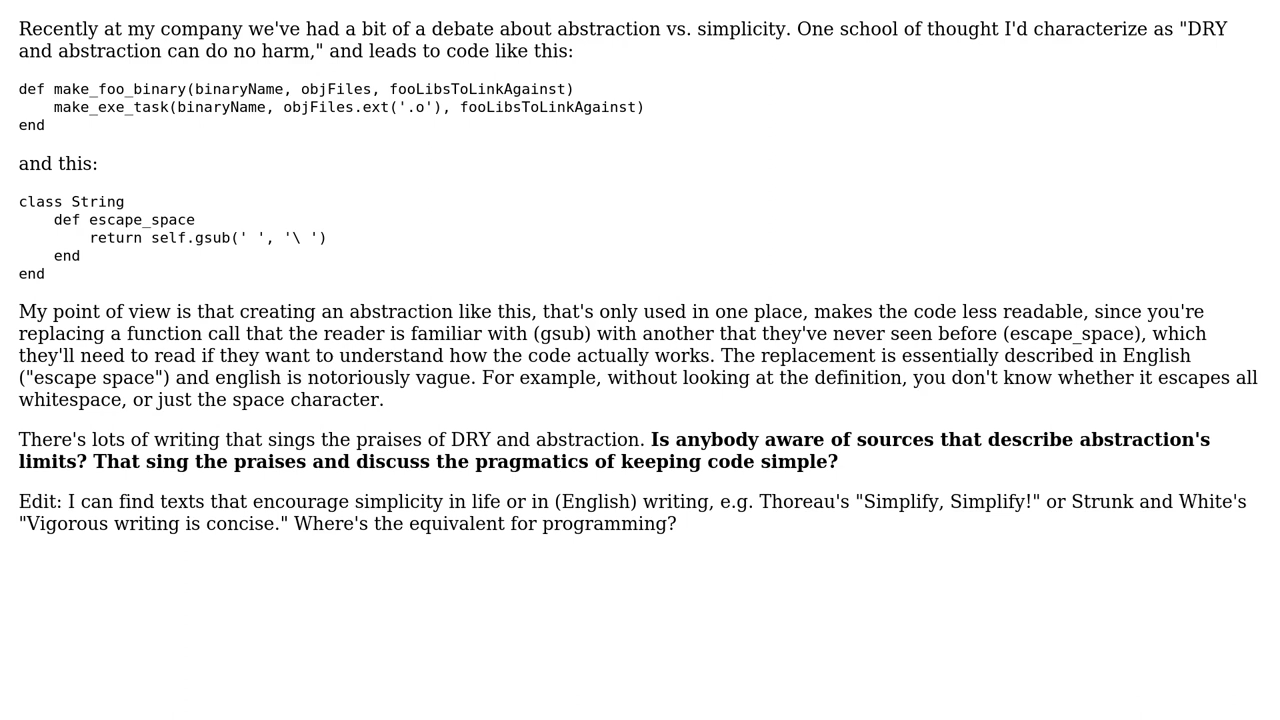 Recently at my company we've had a bit of a debate about abstraction vs. simplicity. One school of thought I'd characterize as "DRY
and abstraction can do no harm," and leads to code like this:
def make_foo_binary(binaryName, objFiles, fooLibsToLinkAgainst)
    make_exe_task(binaryName, objFiles.ext('.o'), fooLibsToLinkAgainst)
end
and this:
class String
    def escape_space
        return self.gsub(' ', '\ ')
    end
end
My point of view is that creating an abstraction like this, that's only used in one place, makes the code less readable, since you're
replacing a function call that the reader is familiar with (gsub) with another that they've never seen before (escape_space), which
they'll need to read if they want to understand how the code actually works. The replacement is essentially described in English
("escape space") and english is notoriously vague. For example, without looking at the definition, you don't know whether it escapes all
whitespace, or just the space character.
There's lots of writing that sings the praises of DRY and abstraction. Is anybody aware of sources that describe abstraction's
limits? That sing the praises and discuss the pragmatics of keeping code simple?
Edit: I can find texts that encourage simplicity in life or in (English) writing, e.g. Thoreau's "Simplify, Simplify!" or Strunk and White's
"Vigorous writing is concise." Where's the equivalent for programming?